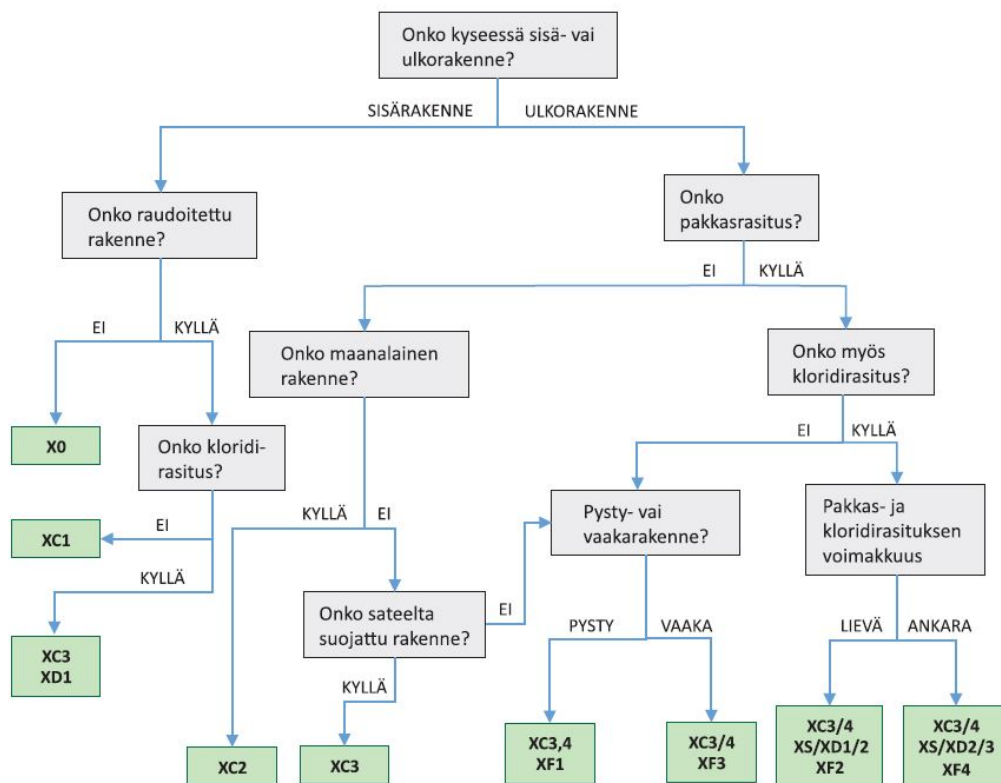 Onko kyseessä sisä- vai
ulkorakenne?
SISÄRAKENNE
ULKORAKENNE
Onko raudoitettu
rakenne?
Onko
pakkasrasitus?
EI
KYLLÄ
EI
KYLLÄ
Onko maanalainen
rakenne?
Onko myös
kloridirasitus?
X0
Onko kloridi-
rasitus?
EI
KYLLÄ
EI
XC1
KYLLÄ
EI
Pysty- vai
vaakarakenne?
Pakkas- ja
kloridirasituksen
voimakkuus
KYLLÄ
Onko sateelta
suojattu rakenne?
EI
PYSTY
VAAKA
LIEVÄ
ANKARA
XC3
XD1
KYLLÄ
XC2
XC3
XC3,4
XF1
XC3/4
XF3
XC3/4
XS/XD1/2
XF2
XC3/4
XS/XD2/3
XF4